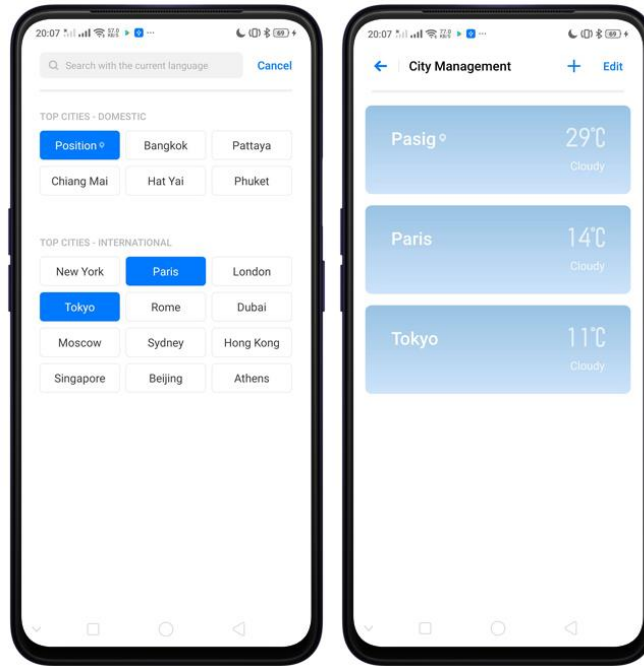 20:07
Search with the current language Cancel
TOP CITIES - DOMESTIC
Position Bangkok Pattaya
Chiang Mai Hat Yai Phuket
TOP CITIES - INTERNATIONAL
New York Paris London
Tokyo Rome Dubai
Moscow Sydney Hong Kong
Singapore Beijing Athens
20:07
City Management + Edit
Pasig 29°C
Cloudy
Paris 14°C
Cloudy
Tokyo 11°C
Cloudy